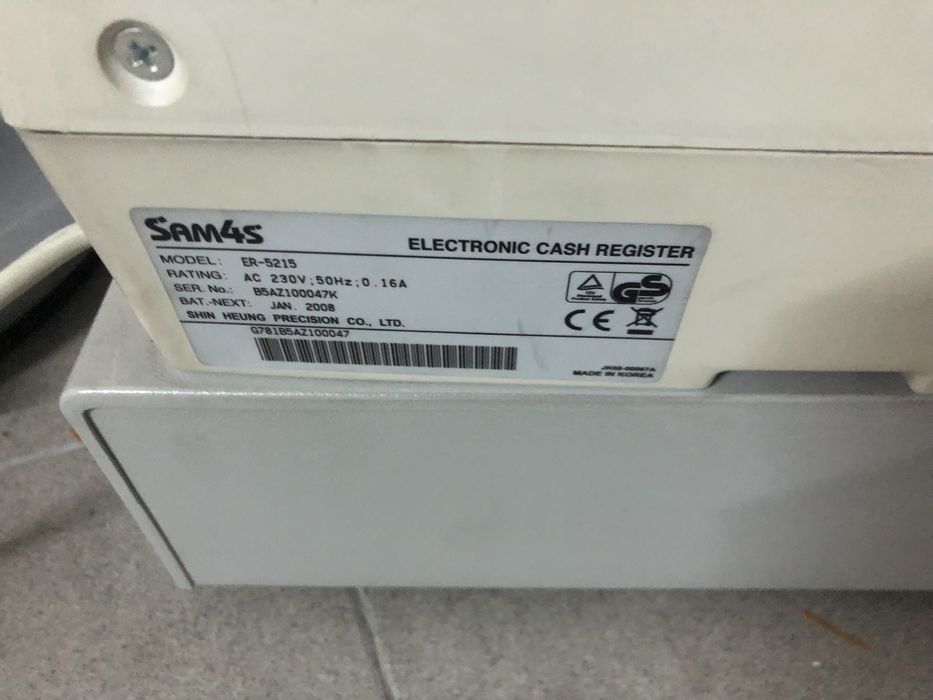 SAM4S
ELECTRONIC CASH REGISTER
MODEL: ER-5215
RATING: AC 230V;50Hz;0.16A
SER. No.: B5AZ100047K
BAT.-NEXT: JAN. 2008
SHIN HEUNG PRECISION CO., LTD.
G781B5AZ100047
GS
CE
MADE IN KOREA